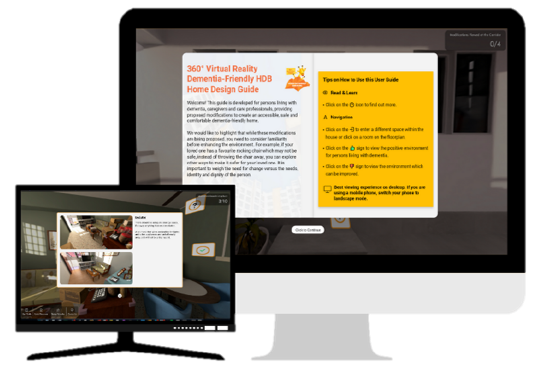 Modifications Found in the Corridor
0/4
360° Virtual Reality
Dementia-Friendly HDB
Home Design Guide
Welcome! This guide is developed for persons living with
dementia, caregivers and care professionals, providing
proposed modifications to create an accessible, safe and
comfortable dementia-friendly home.
We would like to highlight that while these modifications
are being proposed, you need to consider familiarity
before enhancing the environment. For example, if your
loved one has a favourite rocking chair which may not be
safe, instead of throwing the chair away, you can explore
other ways to make it safer for your loved one. It is
important to weigh the need for change versus the needs,
identity and dignity of the person.
Tips on How to Use this User Guide
Read & Learn
• Click on the icon to find out more.
Navigation
• Click on the to enter a different space within the
house or click on a room on the floorplan.
• Click on the sign to view the positive environment
for persons living with dementia.
• Click on the sign to view the environment which
can be improved.
Best viewing experience on desktop. If you are
using a mobile phone, switch your phone to
landscape mode.
Click to Continue